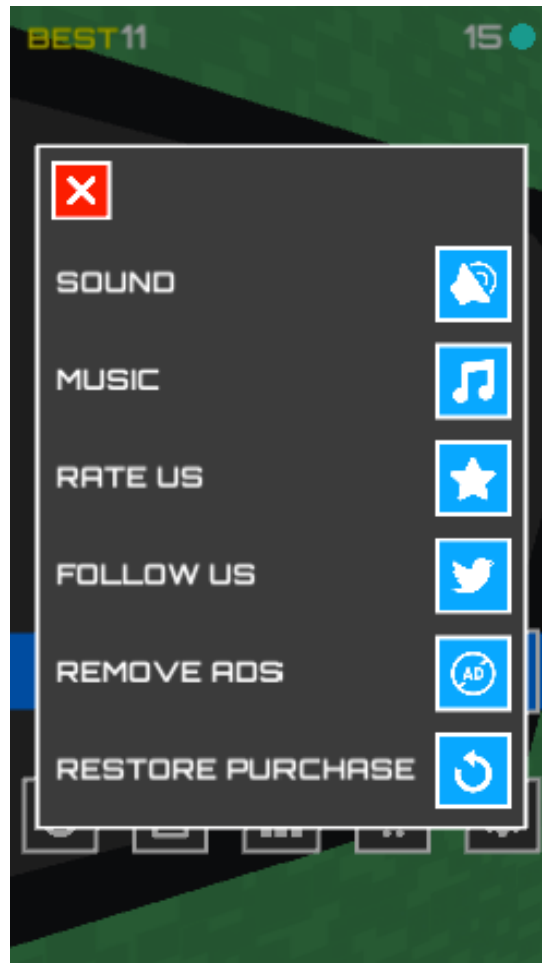 BEST11 15
SOUND
MUSIC
RATE US
FOLLOW US
REMOVE ADS
AD
RESTORE PURCHASE